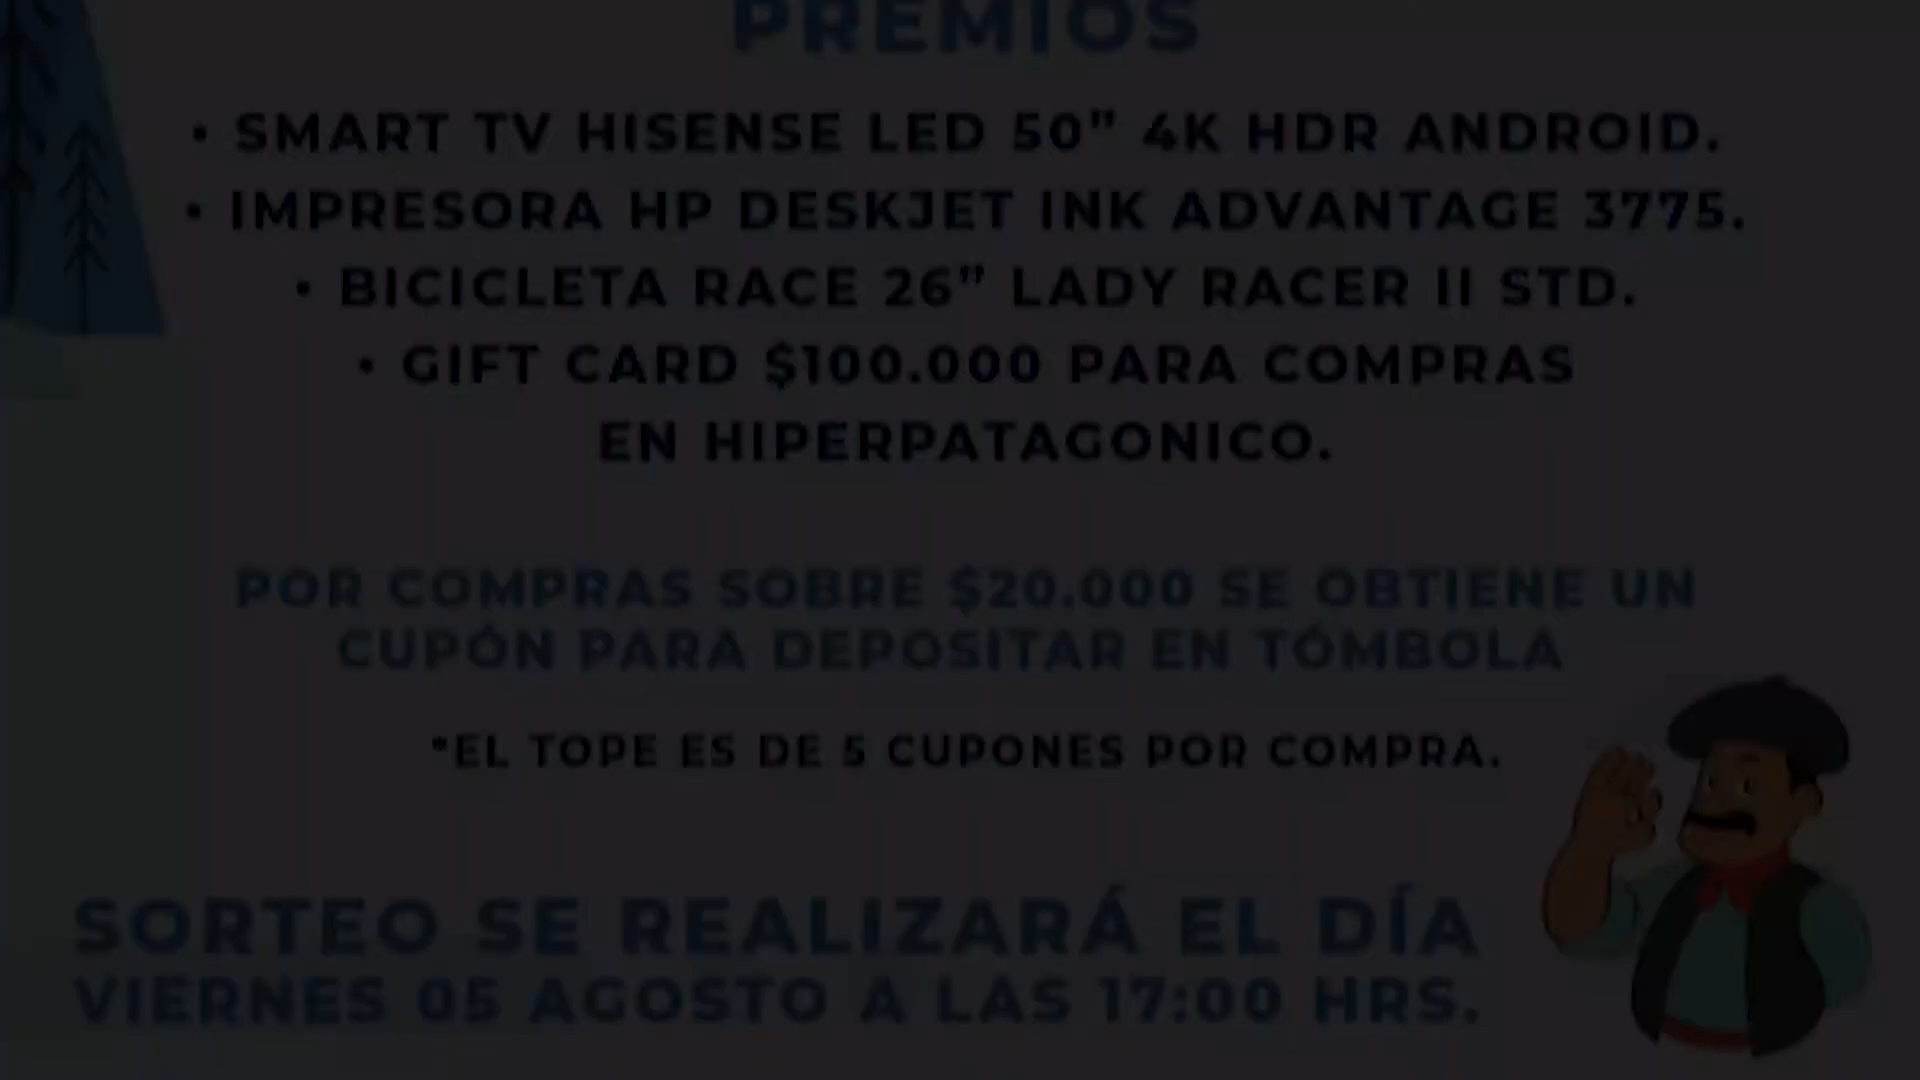 PREMIOS
• SMART TV HISENSE LED 50" 4K HDR ANDROID.
• IMPRESORA HP DESKJET INK ADVANTAGE 3775.
• BICICLETA RACE 26" LADY RACER II STD.
• GIFT CARD $100.000 PARA COMPRAS
EN HIPERPATAGONICO.
POR COMPRAS SOBRE $20.000 SE OBTIENE UN
CUPÓN PARA DEPOSITAR EN TÓMBOLA
*EL TOPE ES DE 5 CUPONES POR COMPRA.
SORTEO SE REALIZARÁ EL DÍA
VIERNES 05 AGOSTO A LAS 17:00 HRS.